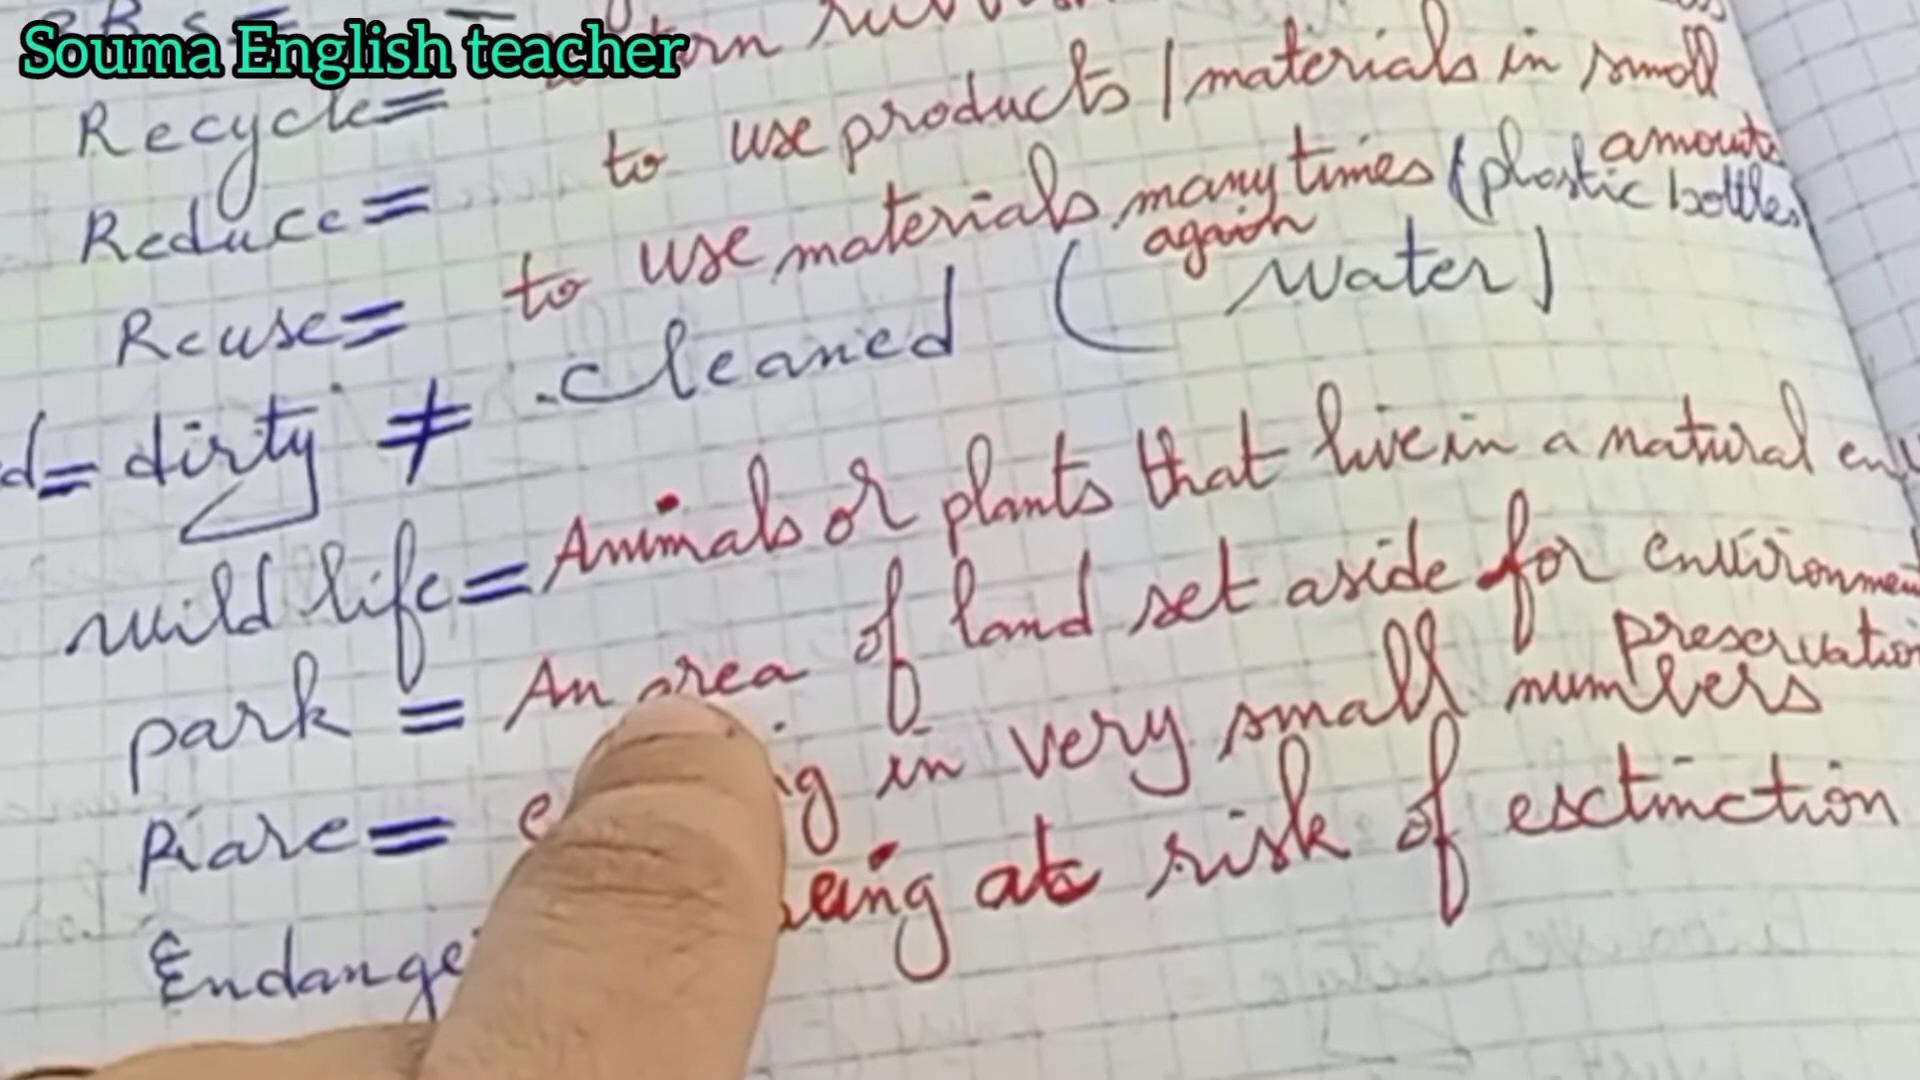 Souma English teacher
Recycle=
Reduce= to use products / materials in small amounts
Reuse= to use materials many times again (plastic bottles
dirty ≠ cleaned (Water)
wild life= Animals or plants that live in a natural
park = An area of land set aside for environment preservation
Rare= in very small numbers
at risk of esctinction